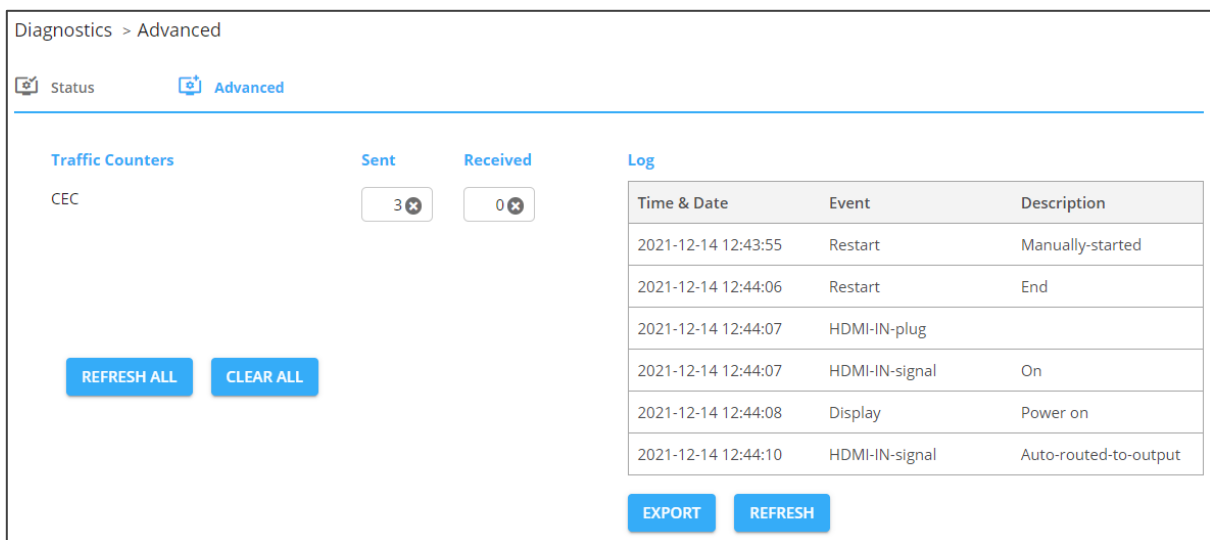 Diagnostics > Advanced
Status Advanced
Traffic Counters Sent Received
CEC 3 0
REFRESH ALL CLEAR ALL
Log
Time & Date Event Description
2021-12-14 12:43:55 Restart Manually-started
2021-12-14 12:44:06 Restart End
2021-12-14 12:44:07 HDMI-IN-plug
2021-12-14 12:44:07 HDMI-IN-signal On
2021-12-14 12:44:08 Display Power on
2021-12-14 12:44:10 HDMI-IN-signal Auto-routed-to-output
EXPORT REFRESH